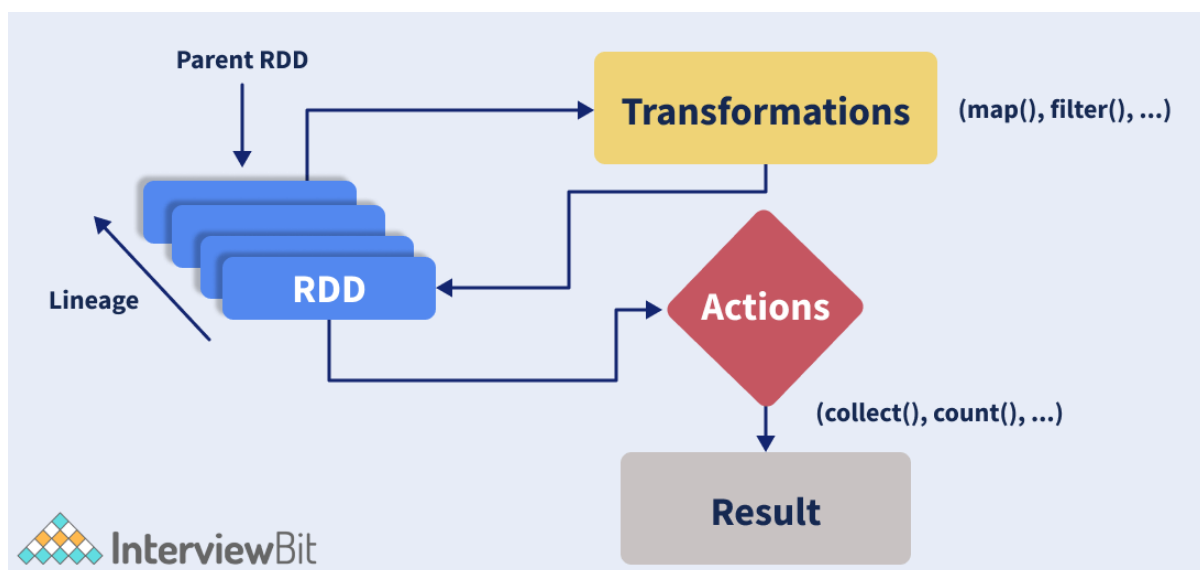 Parent RDD
Transformations
(map(), filter(), ...)
RDD
Lineage
Actions
(collect(), count(), ...)
Result
InterviewBit